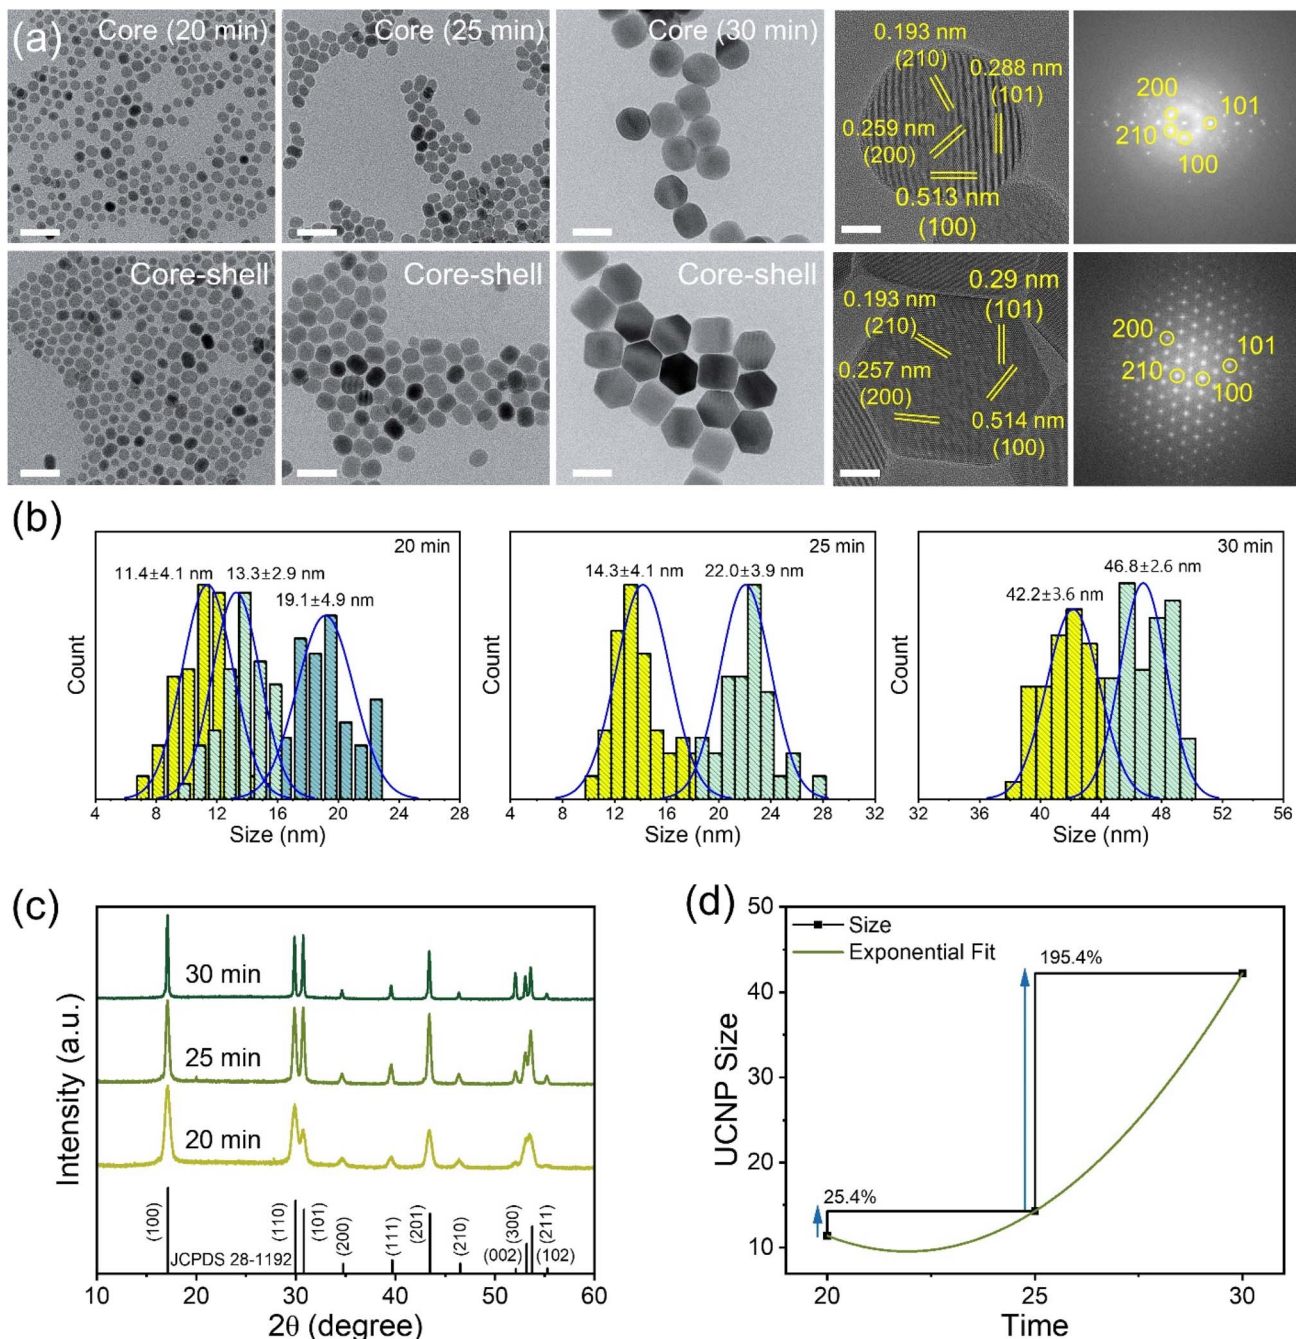 (a)
Core (20 min)
Core (25 min)
Core (30 min)
0.193 nm
(210)
0.288 nm
(101)
0.259 nm
(200)
0.513 nm
(100)
200
101
210
100
Core-shell
Core-shell
Core-shell
0.193 nm
(210)
0.29 nm
(101)
0.257 nm
(200)
0.514 nm
(100)
200
101
210
100
(b)
20 min
11.4±4.1 nm
13.3±2.9 nm
19.1±4.9 nm
Count
4 8 12 16 20 24 28
Size (nm)
25 min
14.3±4.1 nm
22.0±3.9 nm
Count
4 8 12 16 20 24 28 32
Size (nm)
30 min
46.8±2.6 nm
42.2±3.6 nm
Count
32 36 40 44 48 52 56
Size (nm)
(c)
30 min
25 min
20 min
Intensity (a.u.)
(100)
(110)
(101)
(200)
(111)
(201)
(210)
(300)
(211)
(002)
(102)
JCPDS 28-1192
10 20 30 40 50 60
2θ (degree)
(d)
Size
Exponential Fit
195.4%
25.4%
UCNP Size
50
40
30
20
10
20 25 30
Time